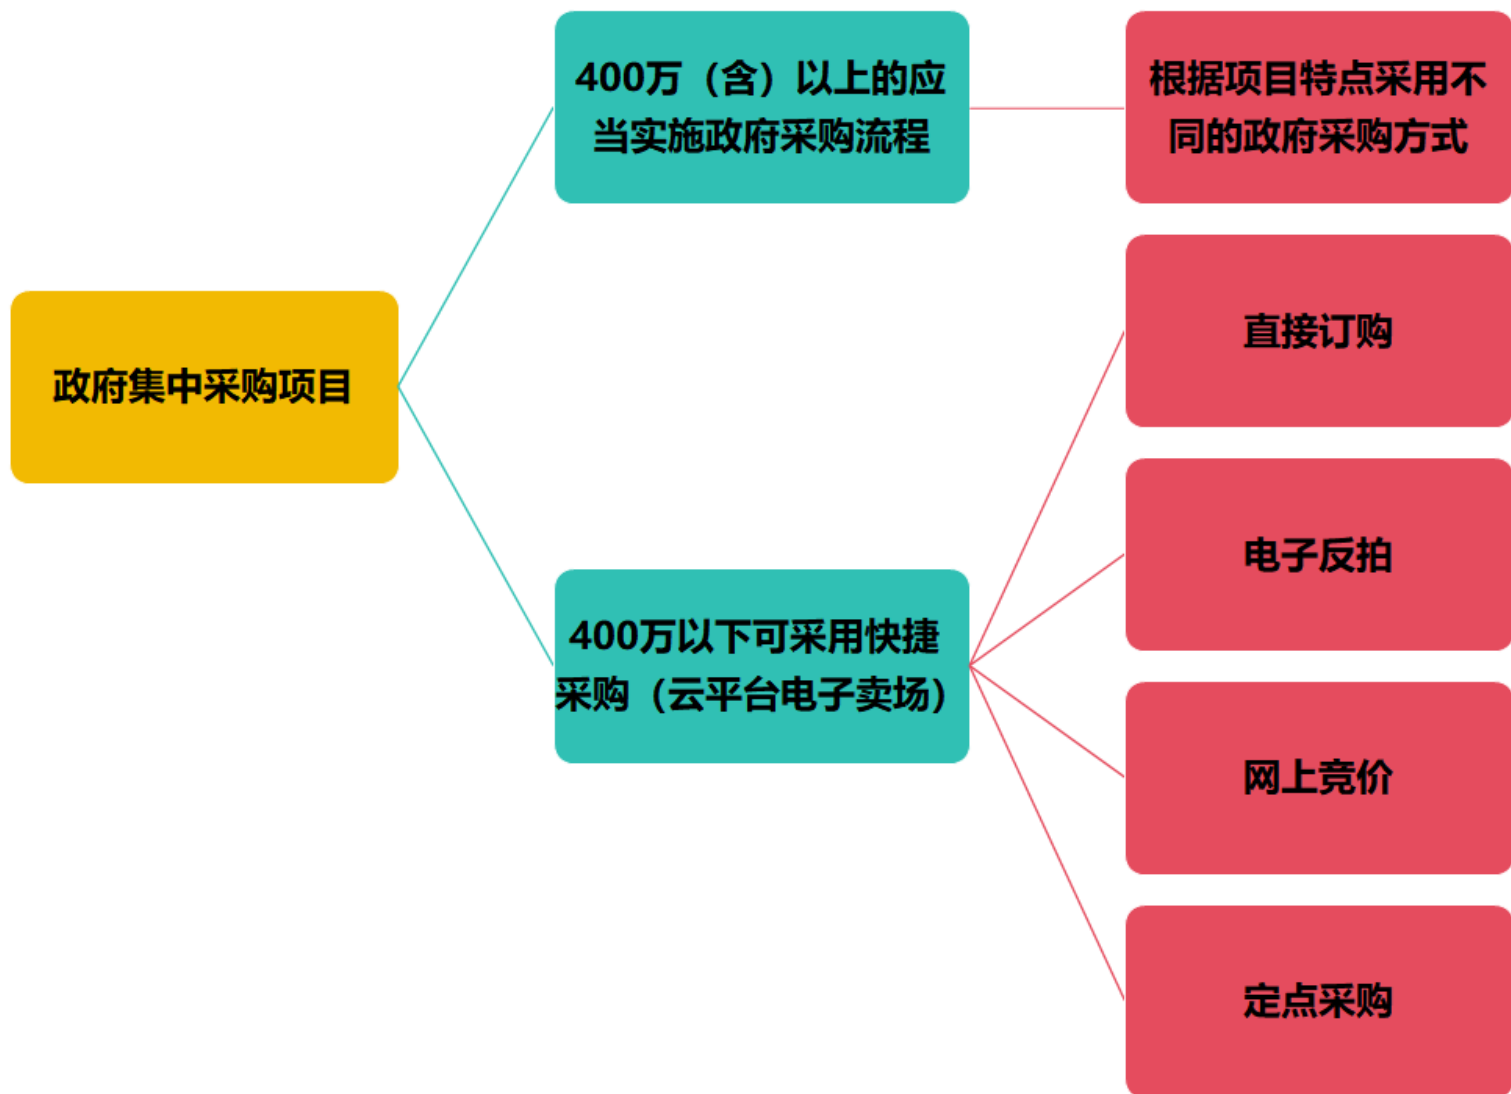 政府集中采购项目
400万（含）以上的应
当实施政府采购流程
根据项目特点采用不
同的政府采购方式
400万以下可采用快捷
采购（云平台电子卖场）
直接订购
电子反拍
网上竞价
定点采购